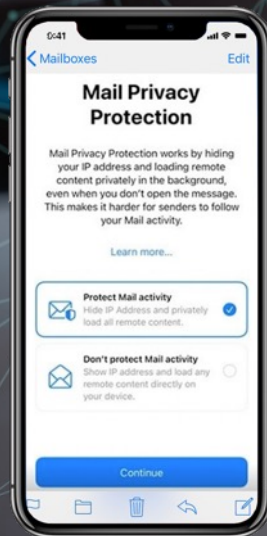 9:41
Mailboxes
Edit
Mail Privacy
Protection
Mail Privacy Protection works by hiding
your IP address and loading remote
content privately in the background,
even when you don't open the message.
This makes it harder for senders to follow
your Mail activity.
Learn more...
Protect Mail activity
Hide IP Address and privately
load all remote content.
Don't protect Mail activity
Show IP address and load any
remote content directly on
your device.
Continue